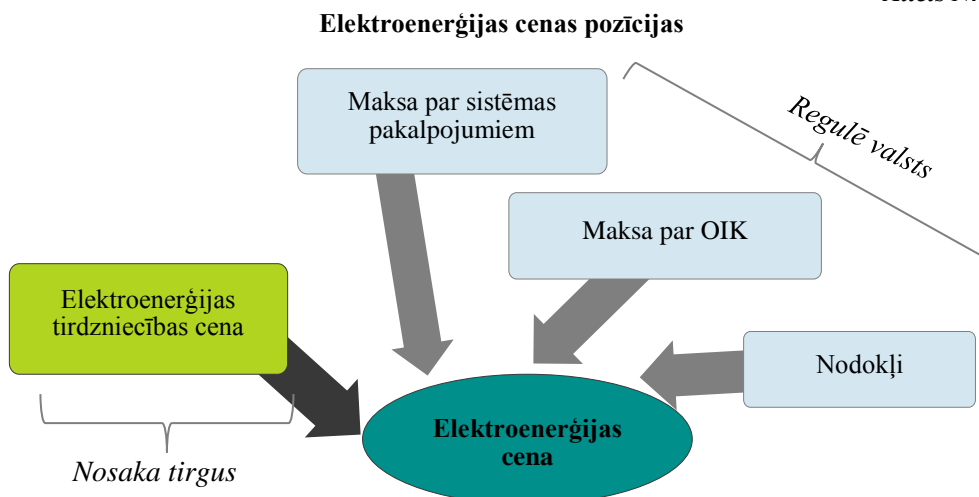 Elektroenerģijas cenas pozīcijas
Maksa par sistēmas
pakalpojumiem
Regulē valsts
Maksa par OIK
Elektroenerģijas
tirdzniecības cena
Nodokļi
Elektroenerģijas
cena
Nosaka tirgus